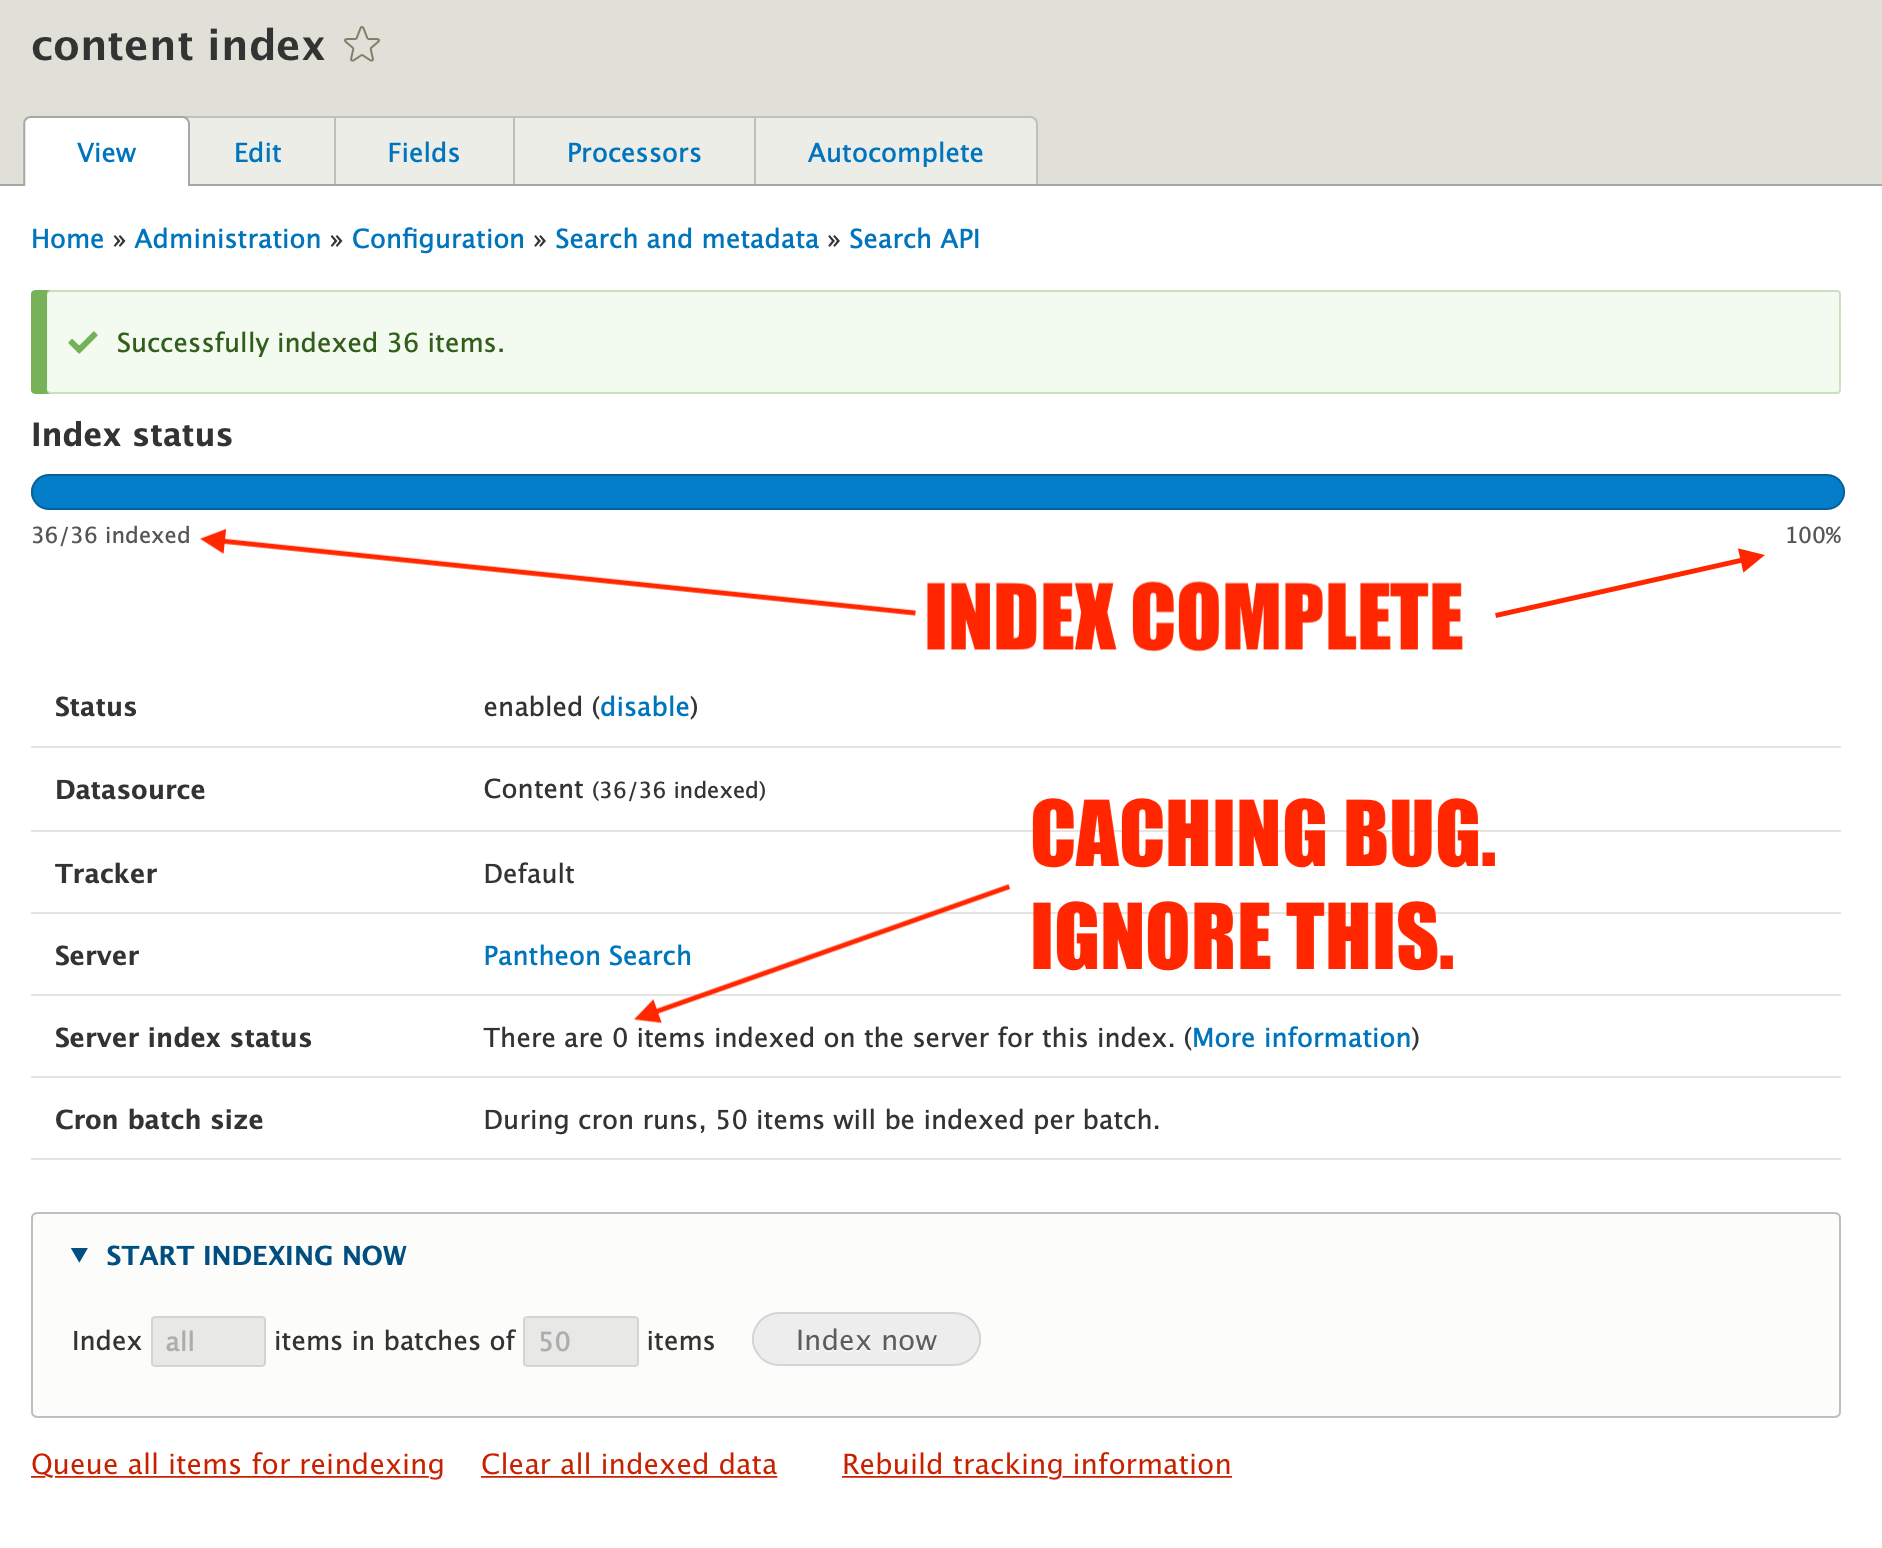 content index
View Edit Fields Processors Autocomplete
Home » Administration » Configuration » Search and metadata » Search API
Successfully indexed 36 items.
Index status
36/36 indexed 100%
INDEX COMPLETE
Status enabled (disable)
Datasource Content (36/36 indexed)
CACHING BUG.
Tracker Default
IGNORE THIS.
Server Pantheon Search
Server index status There are 0 items indexed on the server for this index. (More information)
Cron batch size During cron runs, 50 items will be indexed per batch.
START INDEXING NOW
Index all items in batches of 50 items Index now
Queue all items for reindexing Clear all indexed data Rebuild tracking information